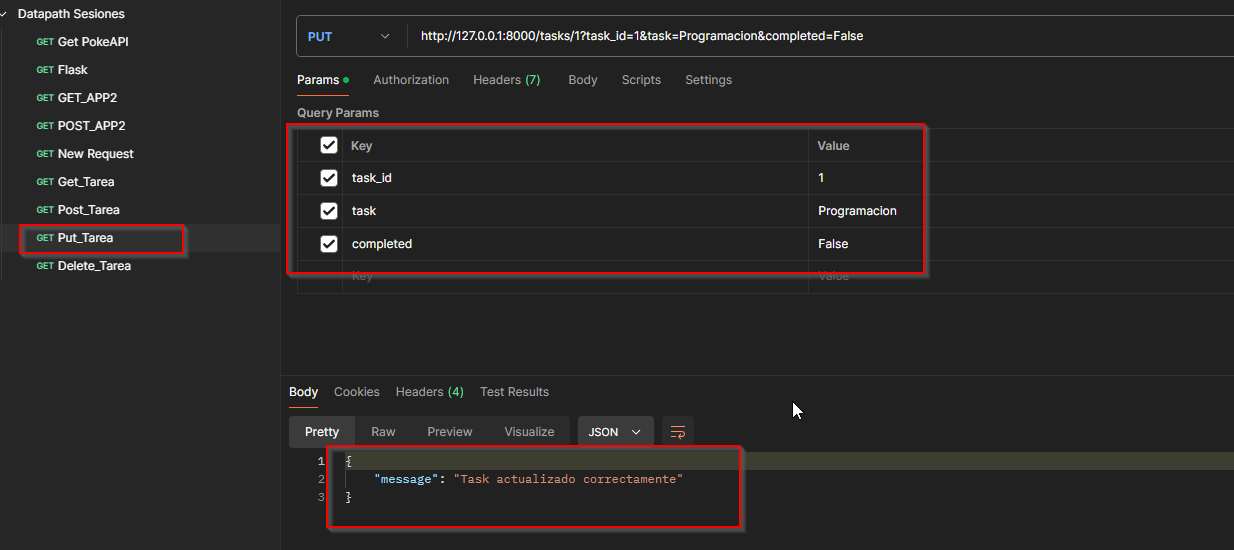 Datapath Sesiones
GET Get PokeAPI
GET Flask
GET GET_APP2
GET POST_APP2
GET New Request
GET Get_Tarea
GET Post_Tarea
GET Put_Tarea
GET Delete_Tarea
PUT http://127.0.0.1:8000/tasks/1?task_id=1&task=Programacion&completed=False
Params Authorization Headers (7) Body Scripts Settings
Query Params
Key Value
task_id 1
task Programacion
completed False
Key Value
Body Cookies Headers (4) Test Results
Pretty Raw Preview Visualize JSON
1 {
2 "message": "Task actualizado correctamente"
3 }